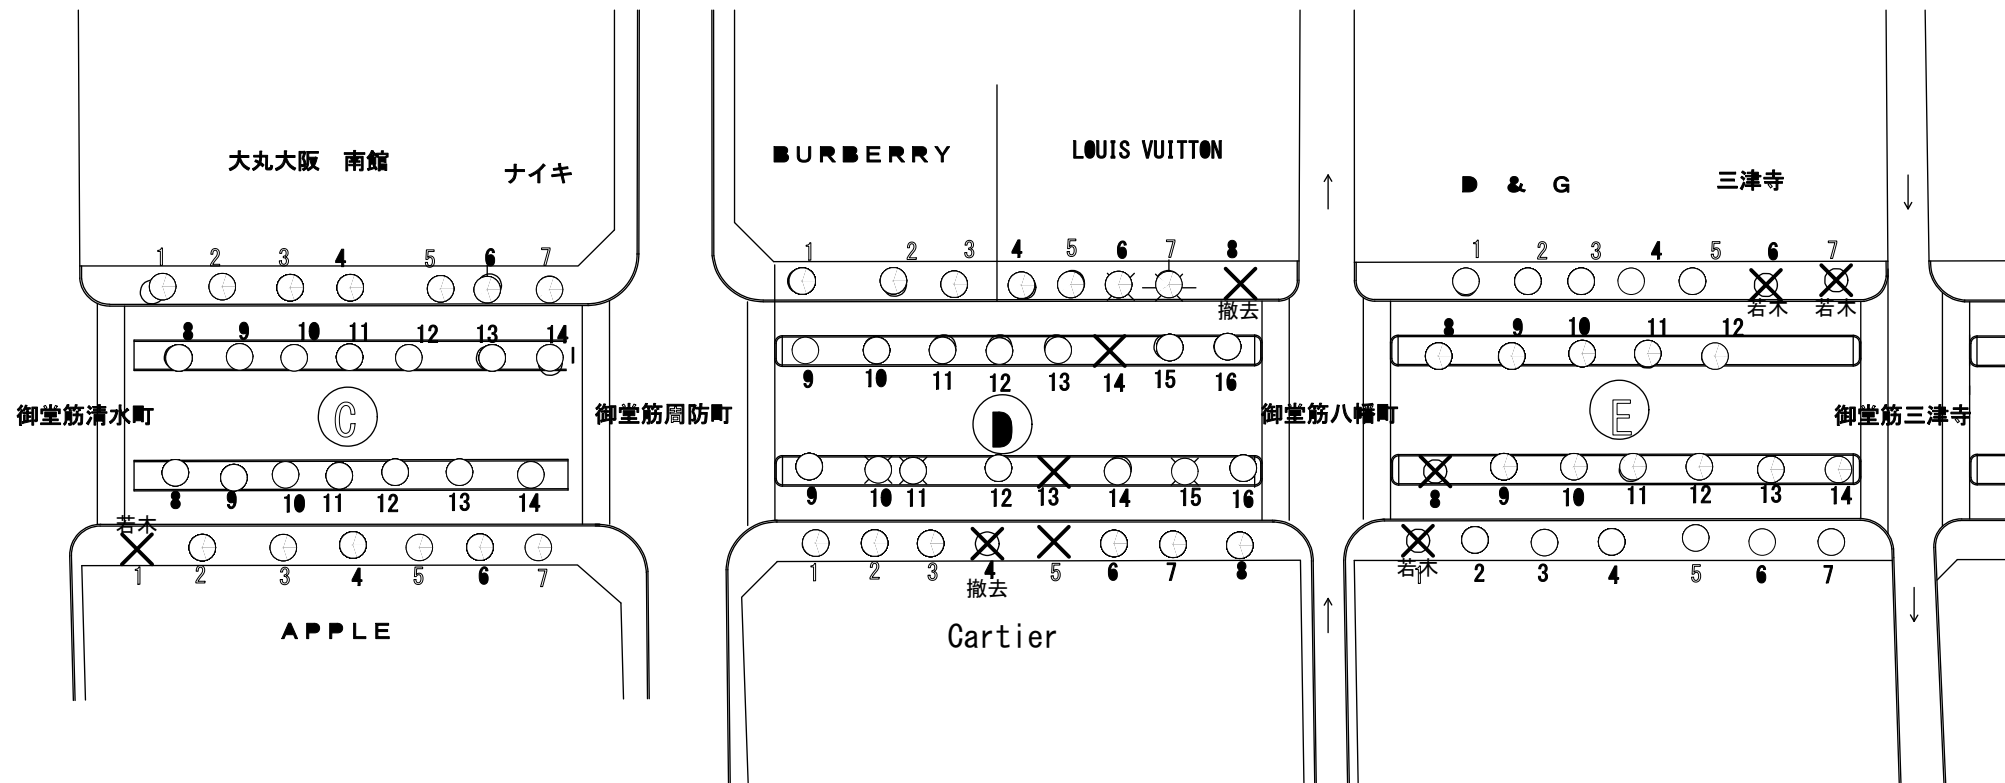 大丸大阪 南館
ナイキ
BURBERRY
LOUIS VUITTON
D & G
三津寺
1 2 3 4 5 6 7
1 2 3 4 5 6 7 8
撤去
1 2 3 4 5 6 7
若木 若木
8 9 10 11 12 13 14
9 10 11 12 13 14 15 16
8 9 10 11 12
御堂筋清水町
C
御堂筋周防町
D
御堂筋八幡町
E
御堂筋三津寺
8 9 10 11 12 13 14
9 10 11 12 13 14 15 16
8 9 10 11 12 13 14
若木
1 2 3 4 5 6 7
1 2 3 4 5 6 7 8
撤去
若木
1 2 3 4 5 6 7
APPLE
Cartier